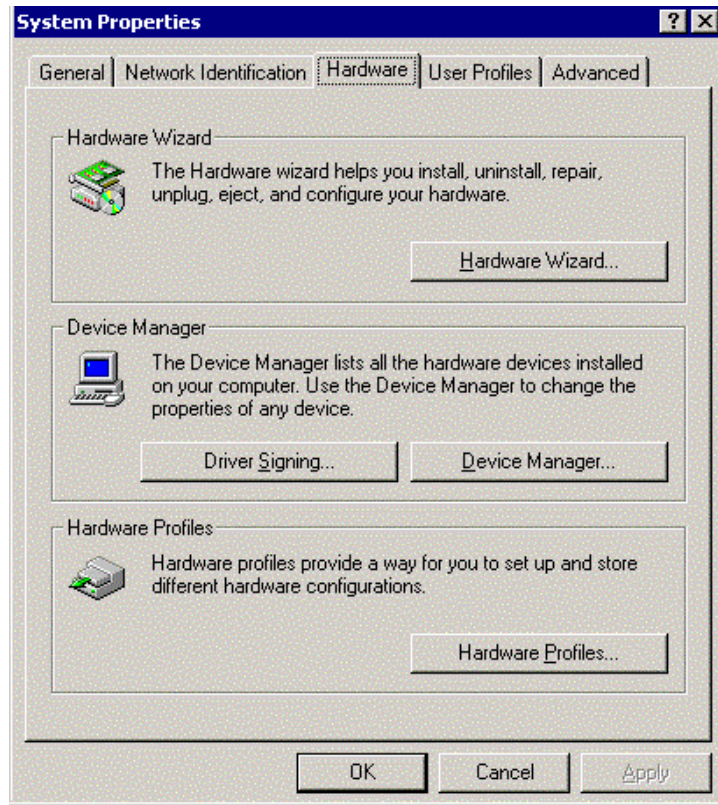 System Properties
General Network Identification Hardware User Profiles Advanced
Hardware Wizard
The Hardware wizard helps you install, uninstall, repair,
unplug, eject, and configure your hardware.
Hardware Wizard...
Device Manager
The Device Manager lists all the hardware devices installed
on your computer. Use the Device Manager to change the
properties of any device.
Driver Signing... Device Manager...
Hardware Profiles
Hardware profiles provide a way for you to set up and store
different hardware configurations.
Hardware Profiles...
OK Cancel Apply